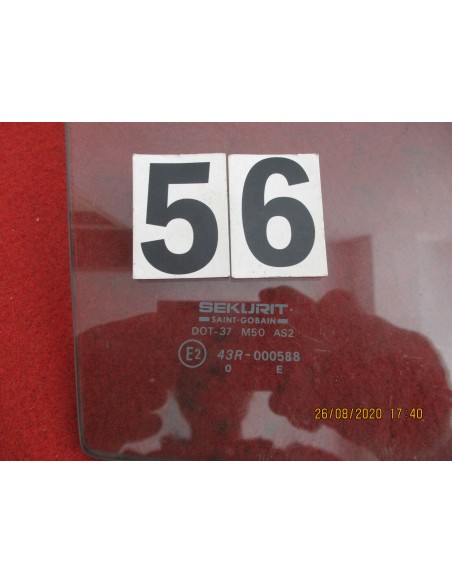 56
SEKURIT
SAINT-GOBAIN
DOT-37 M50 AS2
E2 43R-000588
0 E
26/08/2020 17:40